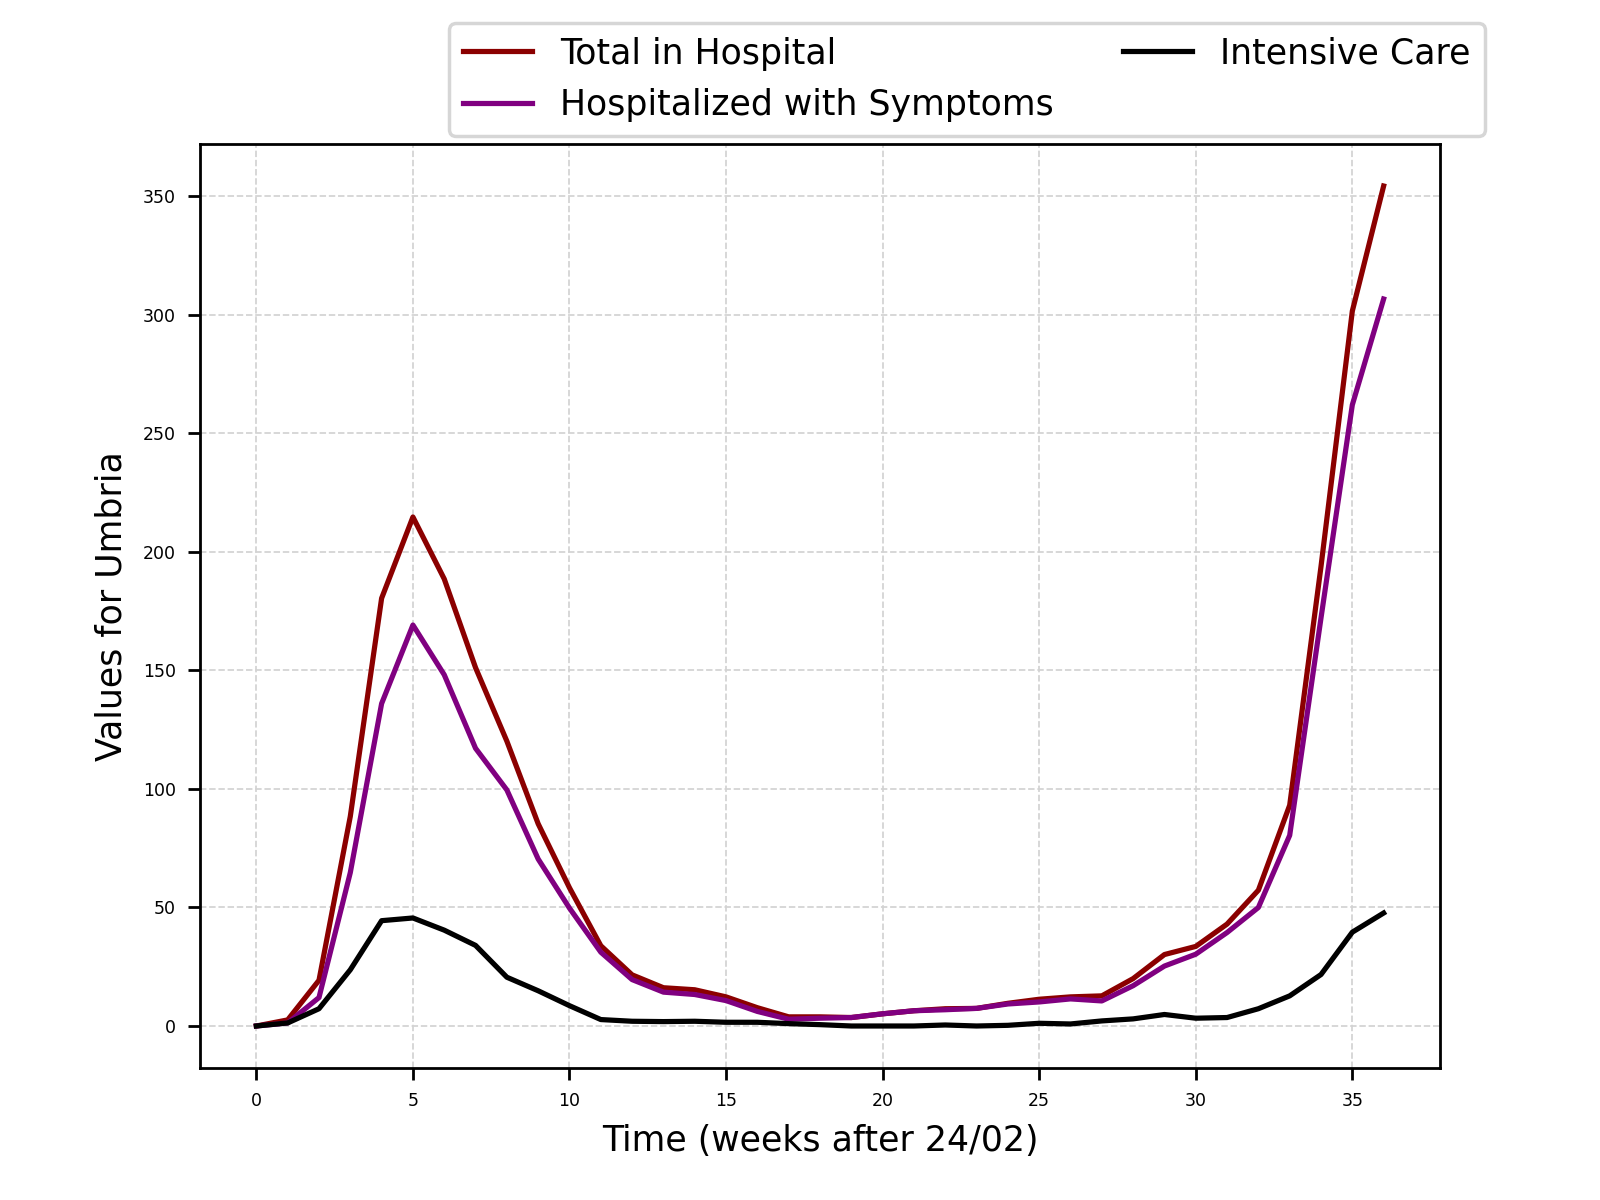 Total in Hospital
Hospitalized with Symptoms
Intensive Care
350
300
250
200
150
100
50
0
Values for Umbria
0 5 10 15 20 25 30 35
Time (weeks after 24/02)